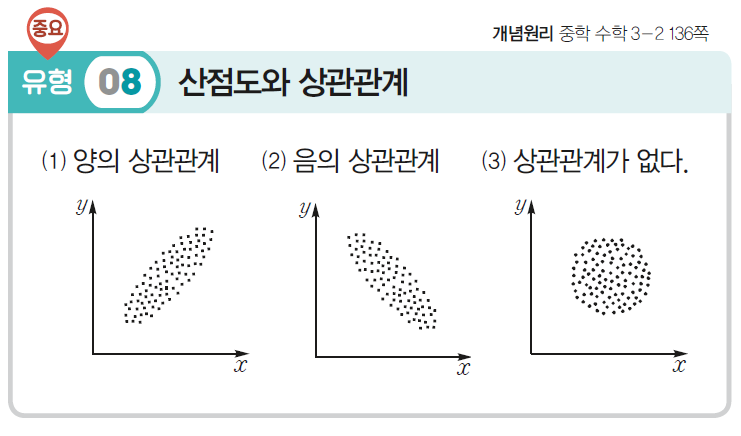 중요
개념원리 중학 수학 3-2 136쪽
유형 08 산점도와 상관관계
(1) 양의 상관관계 (2) 음의 상관관계 (3) 상관관계가 없다.
y y y
x x x